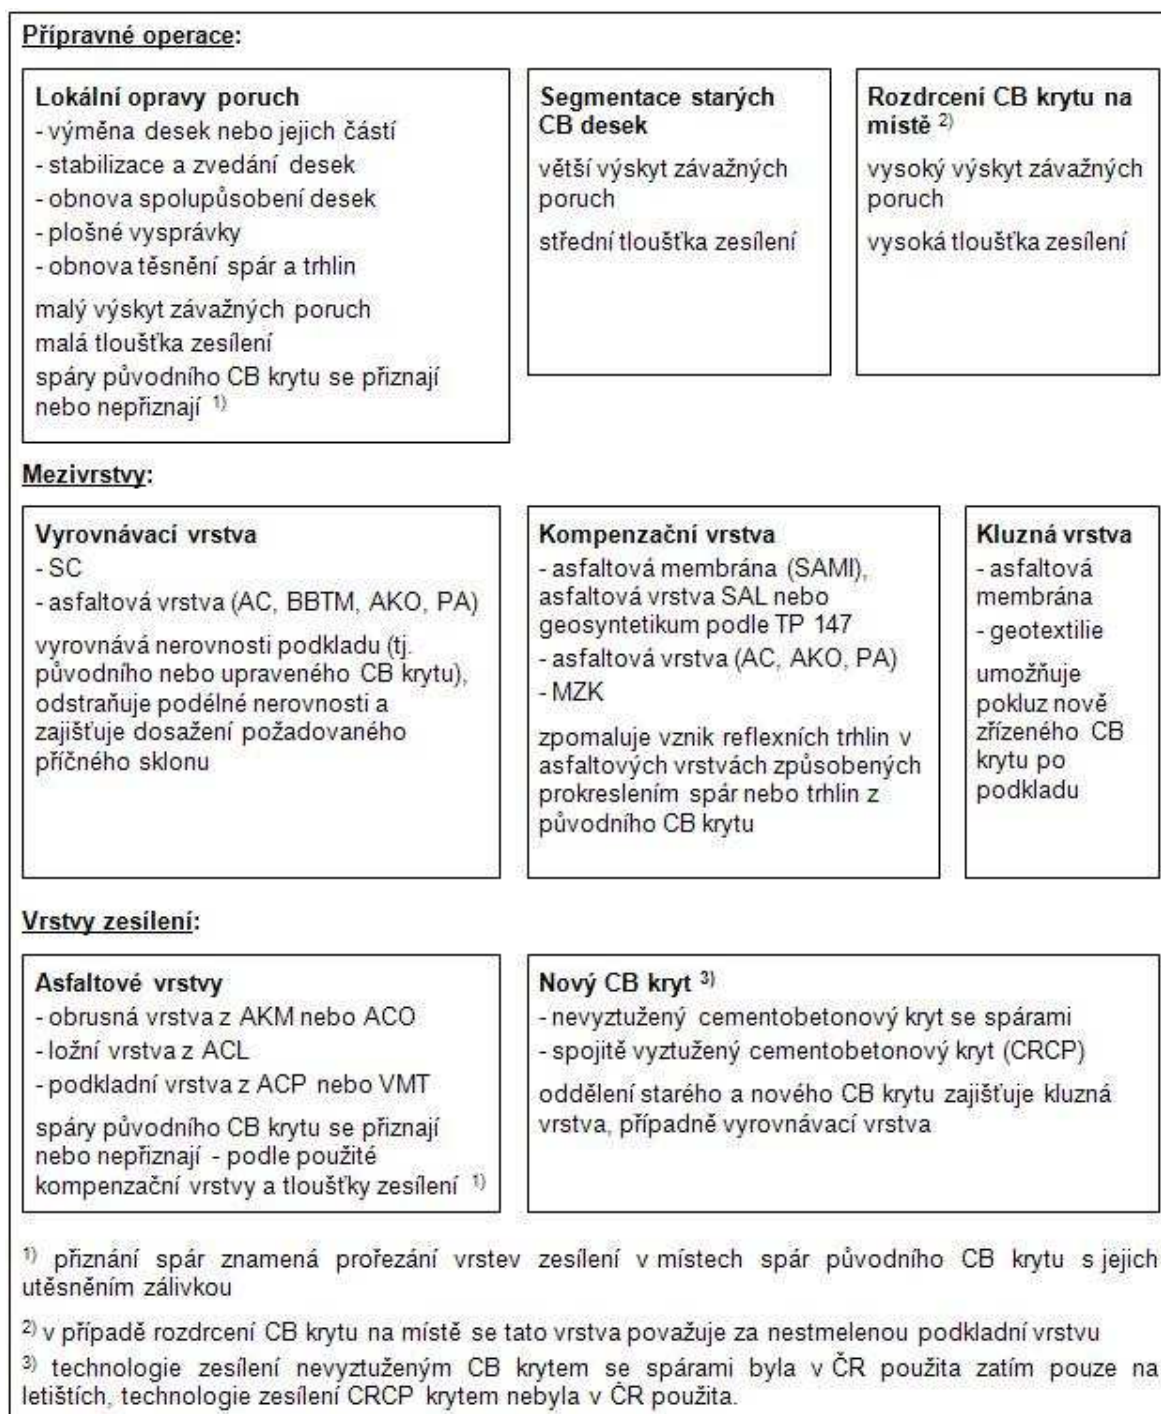 Přípravné operace:
Lokální opravy poruch
- výměna desek nebo jejich částí
- stabilizace a zvedání desek
- obnova spolupůsobení desek
- plošné vysprávky
- obnova těsnění spár a trhlin
malý výskyt závažných poruch
malá tloušťka zesílení
spáry původního CB krytu se přiznají
nebo nepřiznají 1)
Segmentace starých
CB desek
větší výskyt závažných
poruch
střední tloušťka zesílení
Rozdrcení CB krytu na
místě 2)
vysoký výskyt závažných
poruch
vysoká tloušťka zesílení
Mezivrstvy:
Vyrovnávací vrstva
- SC
- asfaltová vrstva (AC, BBTM, AKO, PA)
vyrovnává nerovnosti podkladu (tj.
původního nebo upraveného CB krytu),
odstraňuje podélné nerovnosti a
zajišťuje dosažení požadovaného
příčného sklonu
Kompenzační vrstva
- asfaltová membrána (SAMI),
asfaltová vrstva SAL nebo
geosyntetikum podle TP 147
- asfaltová vrstva (AC, AKO, PA)
- MZK
zpomaluje vznik reflexních trhlin v
asfaltových vrstvách způsobených
prokreslením spár nebo trhlin z
původního CB krytu
Kluzná vrstva
- asfaltová
membrána
- geotextilie
umožňuje
pokluz nově
zřízeného CB
krytu po
podkladu
Vrstvy zesílení:
Asfaltové vrstvy
- obrusná vrstva z AKM nebo ACO
- ložní vrstva z ACL
- podkladní vrstva z ACP nebo VMT
spáry původního CB krytu se přiznají
nebo nepřiznají - podle použité
kompenzační vrstvy a tloušťky zesílení 1)
Nový CB kryt 3)
- nevyztužený cementobetonový kryt se spárami
- spojitě vyztužený cementobetonový kryt (CRCP)
oddělení starého a nového CB krytu zajišťuje kluzná
vrstva, případně vyrovnávací vrstva
1) přiznání spár znamená prořezání vrstev zesílení v místech spár původního CB krytu s jejich
utěsněním zálivkou
2) v případě rozdrcení CB krytu na místě se tato vrstva považuje za nestmelenou podkladní vrstvu
3) technologie zesílení nevyztuženým CB krytem se spárami byla v ČR použita zatím pouze na
letištích, technologie zesílení CRCP krytem nebyla v ČR použita.